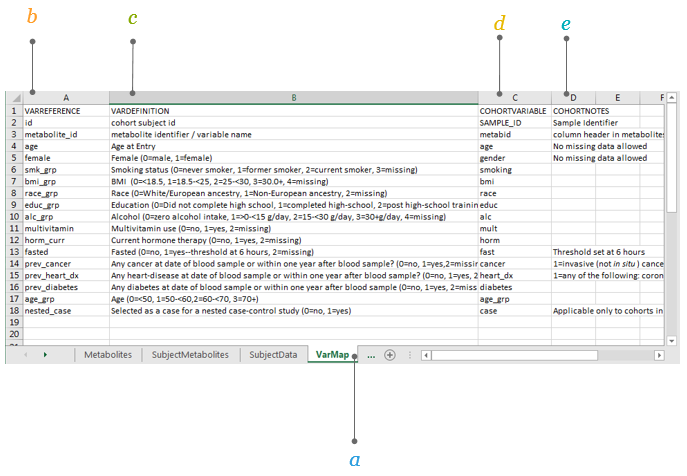 b c d e
A B C D E F
1 VARREFERENCE VARDEFINITION COHORTVARIABLE COHORTNOTES
2 id cohort subject id SAMPLE_ID Sample Identifier
3 metabolite_id metabolite identifier / variable name metabid column header in metabolites
4 age Age at Entry age No missing data allowed
5 female Female (0=male, 1=female) gender No missing data allowed
6 smk_grp Smoking status (0=never smoker, 1=former smoker, 2=current smoker, 3=missing) smoking
7 bmi_grp BMI (0=<18.5, 1=18.5-<25, 2=25-<30, 3=30.0+, 4=missing) bmi
8 race_grp Race (0=White/European ancestry, 1=Non-European ancestry, 2=missing) race
9 educ_grp Education (0=Did not complete high school, 1=completed high-school, 2=post high-school trainin educ
10 alc_grp Alcohol (0=zero alcohol intake, 1=>0-<15 g/day, 2=15-<30 g/day, 3=30+g/day, 4=missing) alc
11 multivitamin Multivitamin use (0=no, 1=yes, 2=missing) mult
12 horm_curr Current hormone therapy (0=no, 1=yes, 2=missing) horm
13 fasted Fasted (0=no, 1=yes--threshold at 6 hours, 2=missing) fast Threshold set at 6 hours
14 prev_cancer Any cancer at date of blood sample or within one year after blood sample? (0=no, 1=yes,2=missin cancer 1=invasive (not in situ ) cance
15 prev_heart_dx Any heart-disease at date of blood sample or within one year after blood sample? (0=no, 1=yes, 2 heart_dx 1=any of the following: coron
16 prev_diabetes Any diabetes at date of blood sample or within one year after blood sample (0=no, 1=yes, 2=miss diabetes
17 age_grp Age (0=<50, 1=50-<60,2=60-<70, 3=70+) age_grp
18 nested_case Selected as a case for a nested case-control study (0=no, 1=yes) case Applicable only to cohorts in
19
20
Metabolites SubjectMetabolites SubjectData VarMap ...
a